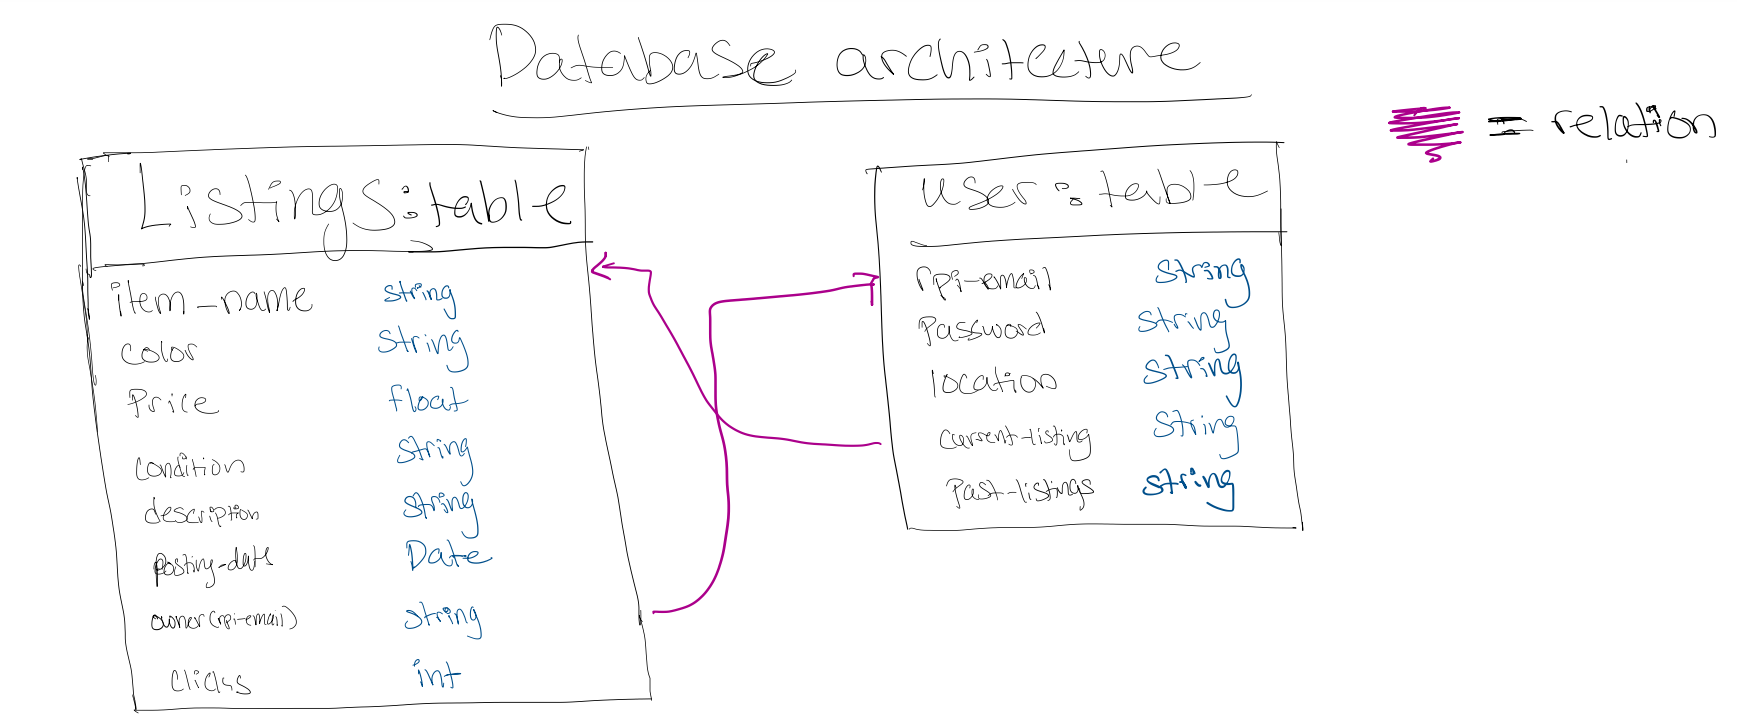 Database architecture
= relation
Listings:table
item_name string
color string
Price float
condition string
description string
posting-date Date
owner(rpi-email) string
clicks int
user:table
rpi-email string
Password string
location string
current-listing string
Past-listings string